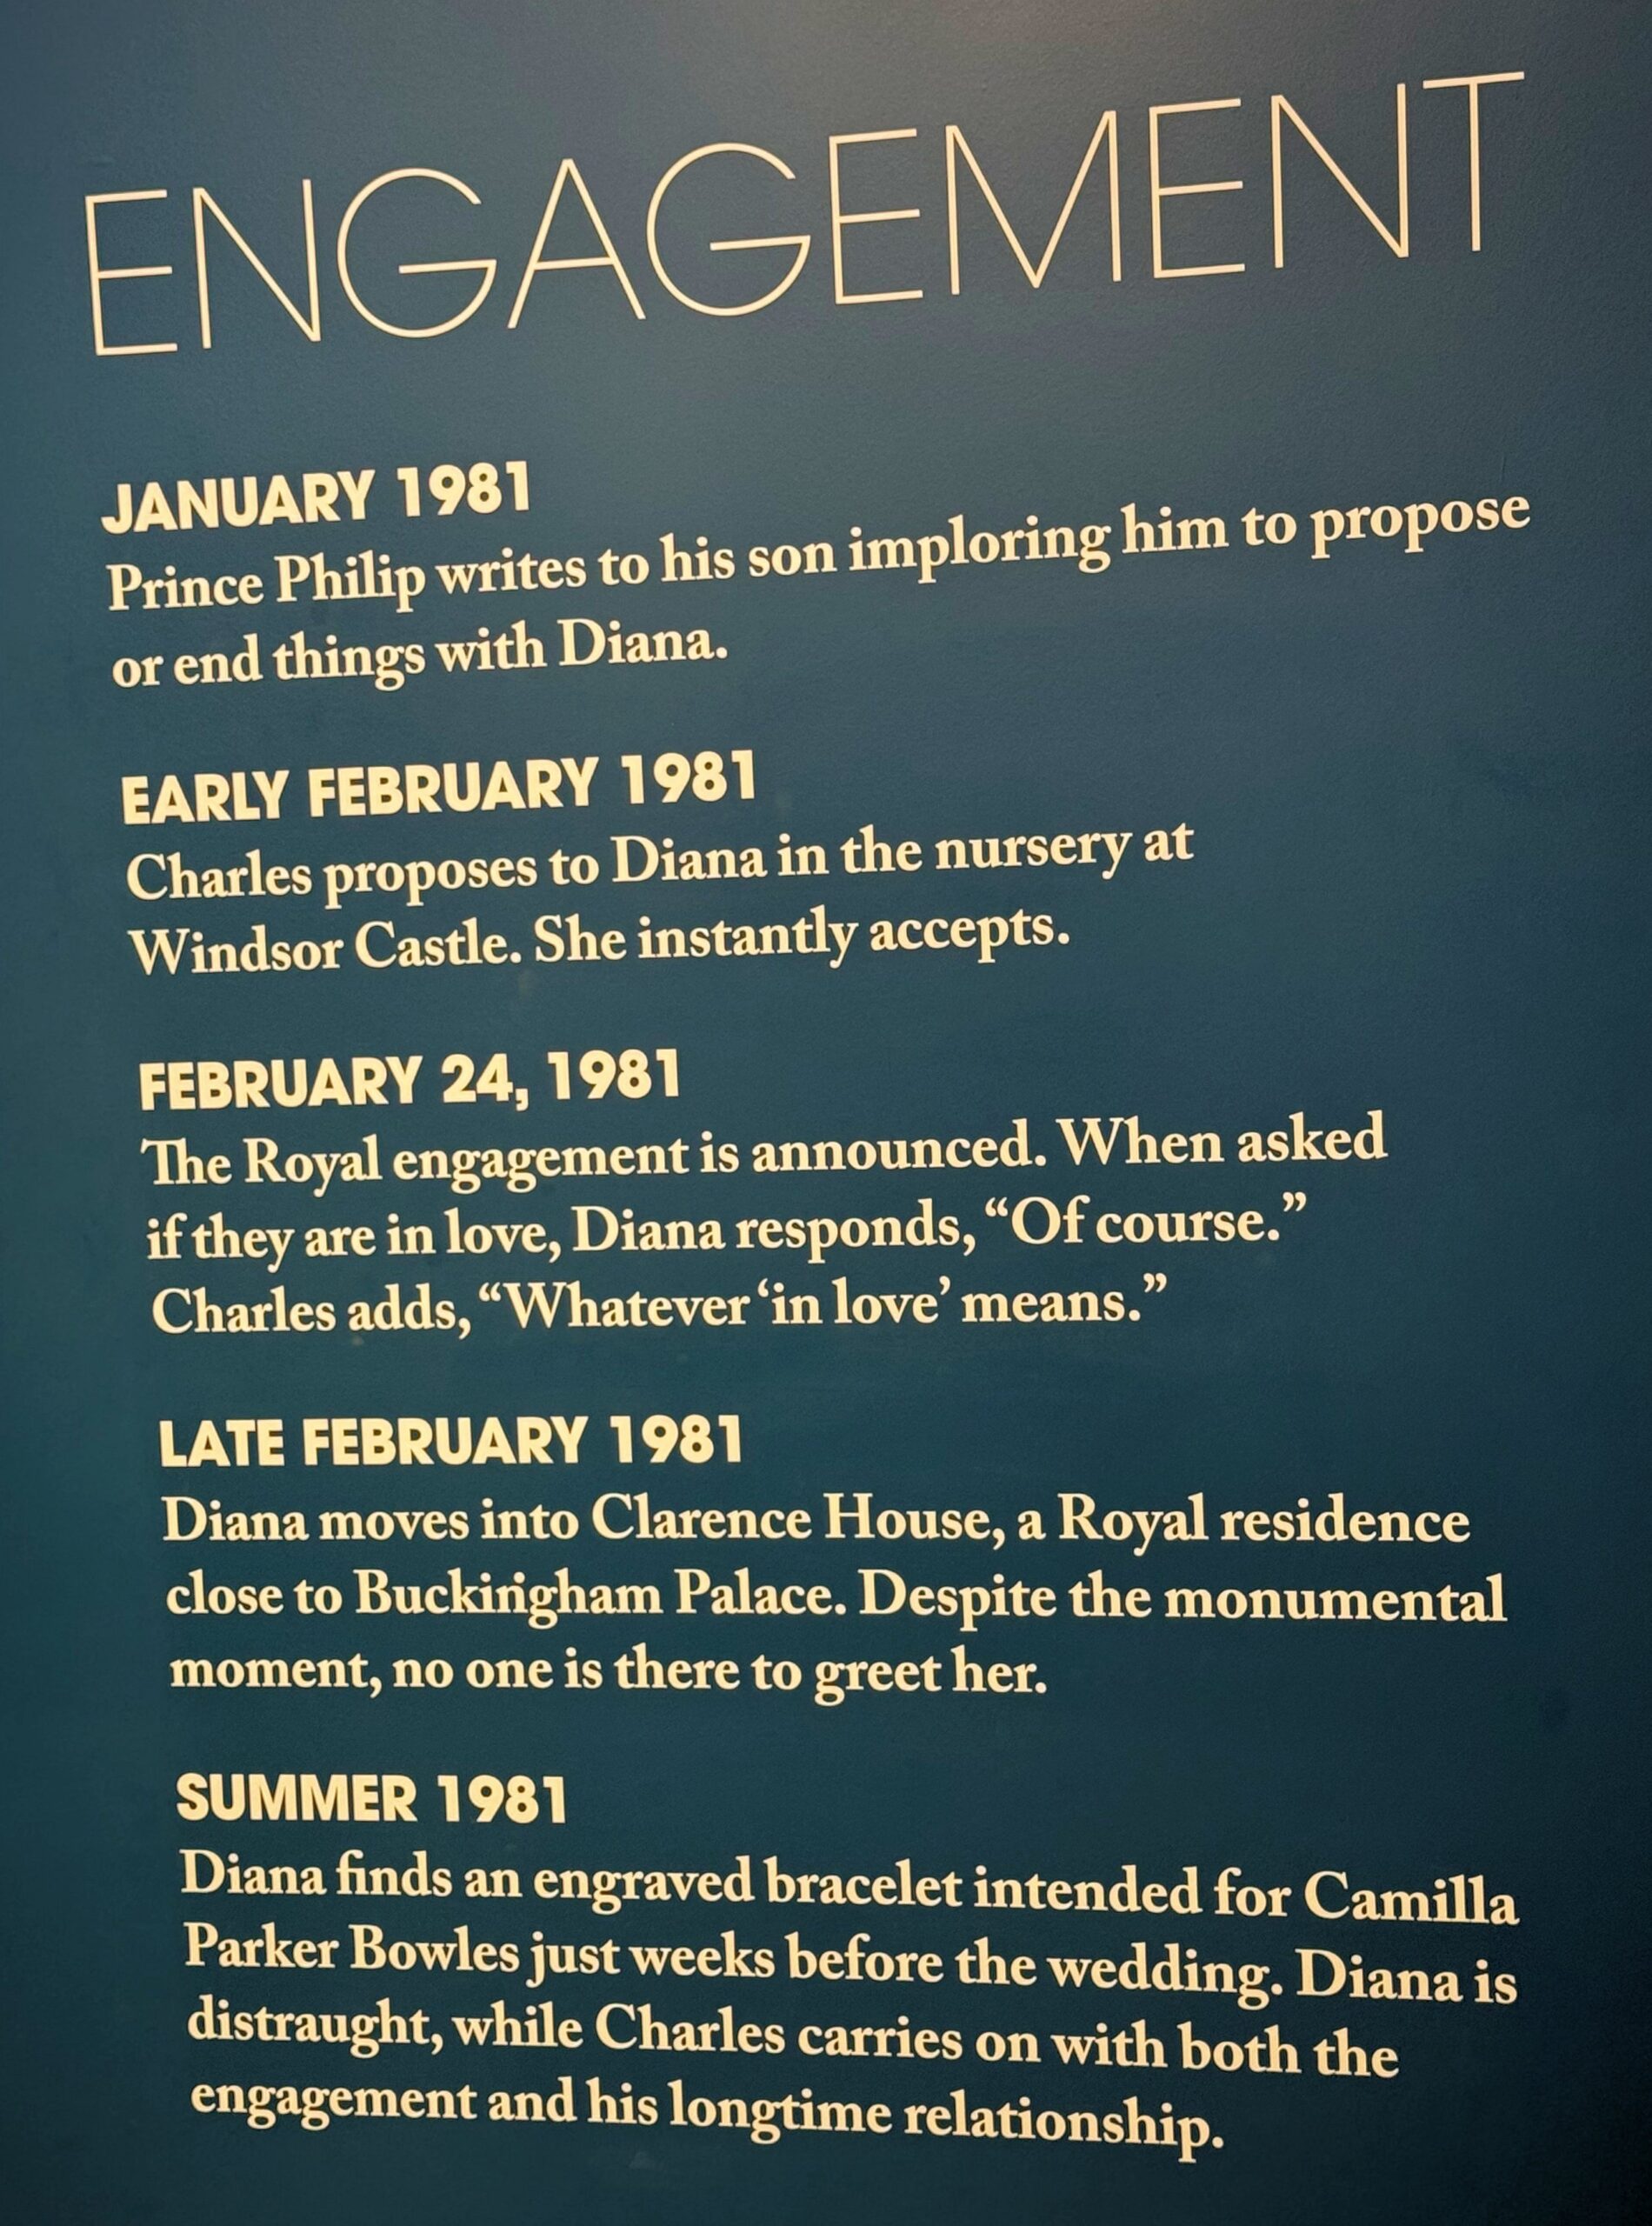 ENGAGEMENT
JANUARY 1981
Prince Philip writes to his son imploring him to propose
or end things with Diana.
EARLY FEBRUARY 1981
Charles proposes to Diana in the nursery at
Windsor Castle. She instantly accepts.
FEBRUARY 24, 1981
The Royal engagement is announced. When asked
if they are in love, Diana responds, “Of course.”
Charles adds, “Whatever ‘in love’ means.”
LATE FEBRUARY 1981
Diana moves into Clarence House, a Royal residence
close to Buckingham Palace. Despite the monumental
moment, no one is there to greet her.
SUMMER 1981
Diana finds an engraved bracelet intended for Camilla
Parker Bowles just weeks before the wedding. Diana is
distraught, while Charles carries on with both the
engagement and his longtime relationship.